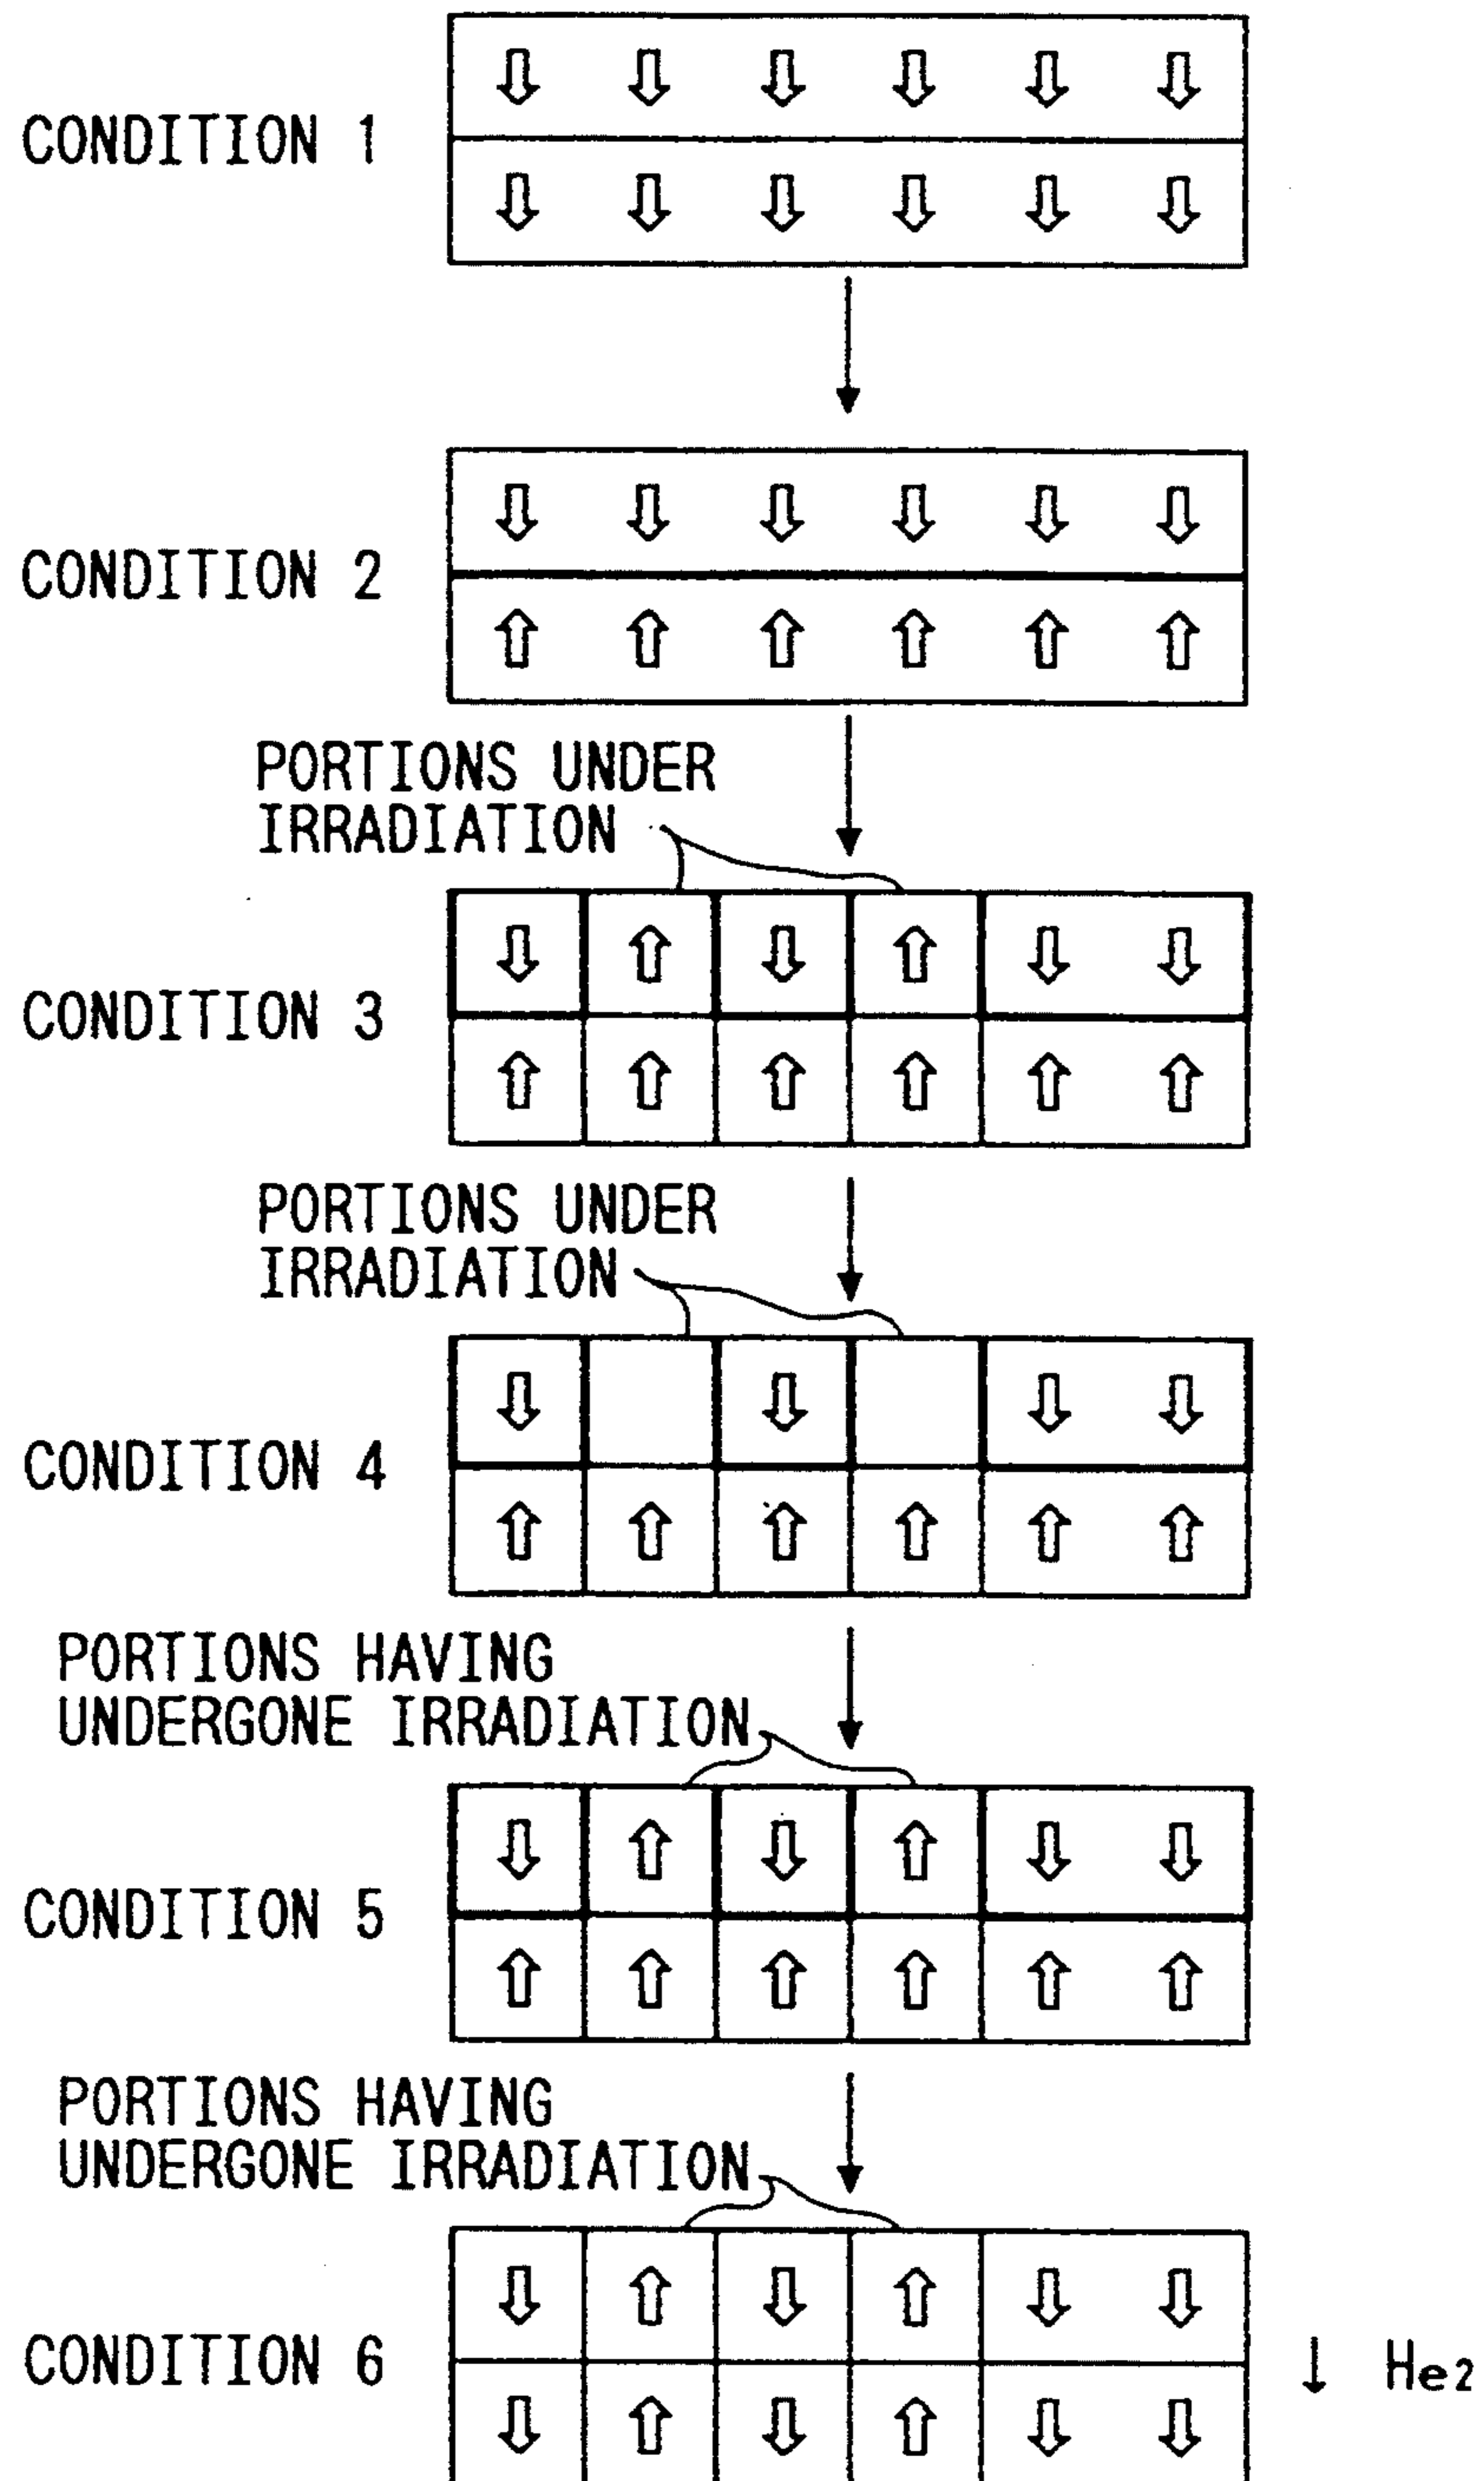 CONDITION 1
CONDITION 2
PORTIONS UNDER
IRRADIATION
CONDITION 3
PORTIONS UNDER
IRRADIATION
CONDITION 4
PORTIONS HAVING
UNDERGONE IRRADIATION
CONDITION 5
PORTIONS HAVING
UNDERGONE IRRADIATION
CONDITION 6
↓ He2